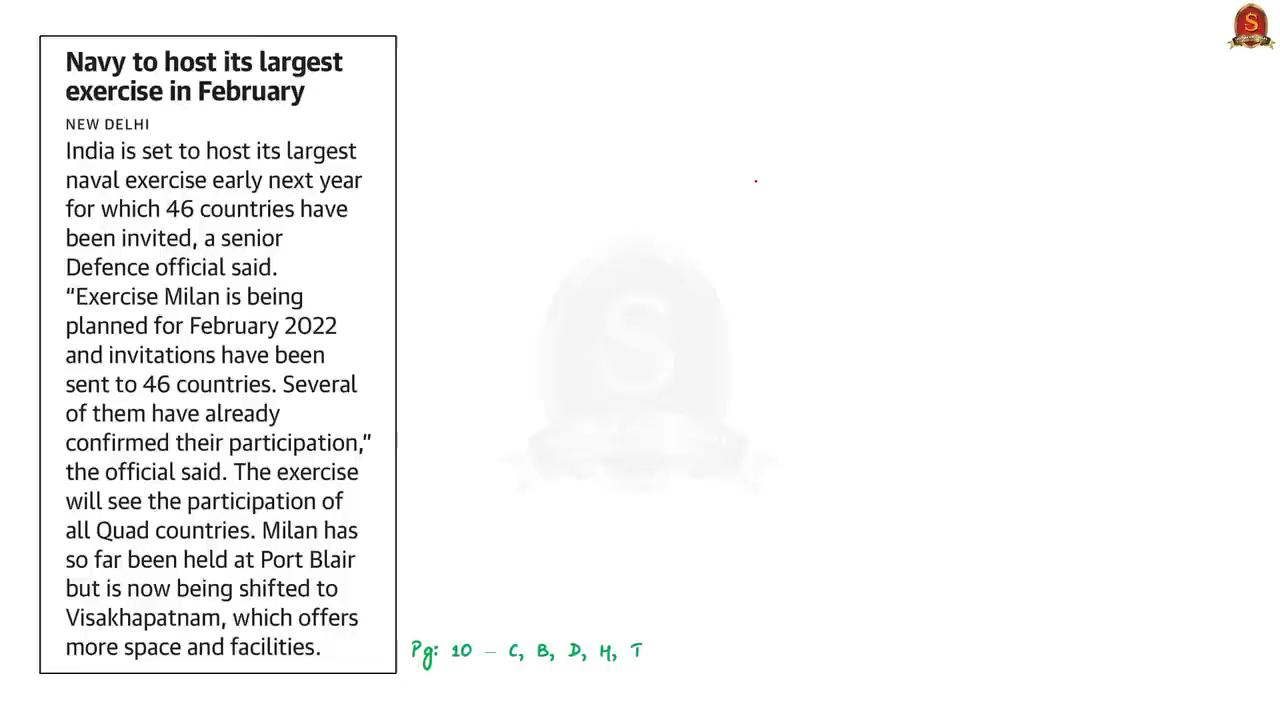 Navy to host its largest
exercise in February
NEW DELHI
India is set to host its largest
naval exercise early next year
for which 46 countries have
been invited, a senior
Defence official said.
“Exercise Milan is being
planned for February 2022
and invitations have been
sent to 46 countries. Several
of them have already
confirmed their participation,”
the official said. The exercise
will see the participation of
all Quad countries. Milan has
so far been held at Port Blair
but is now being shifted to
Visakhapatnam, which offers
more space and facilities.
Pg: 10 – C, B, D, H, T
S
S